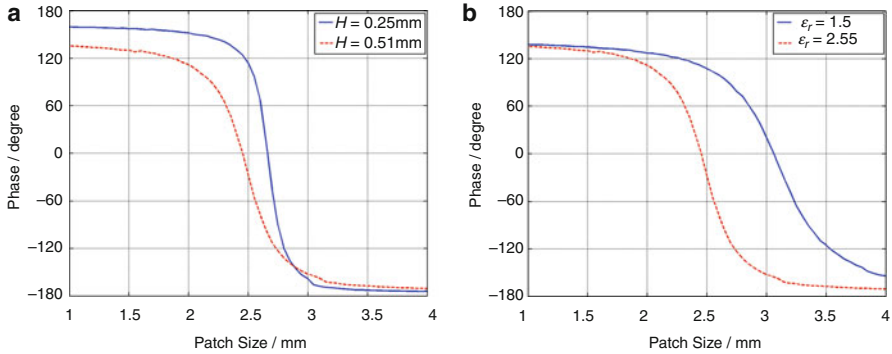 a
H = 0.25mm
H = 0.51mm
180
120
60
0
−60
−120
−180
Phase / degree
1
1.5
2
2.5
3
3.5
4
Patch Size / mm
b
εr = 1.5
εr = 2.55
180
120
60
0
−60
−120
−180
Phase / degree
1
1.5
2
2.5
3
3.5
4
Patch Size / mm